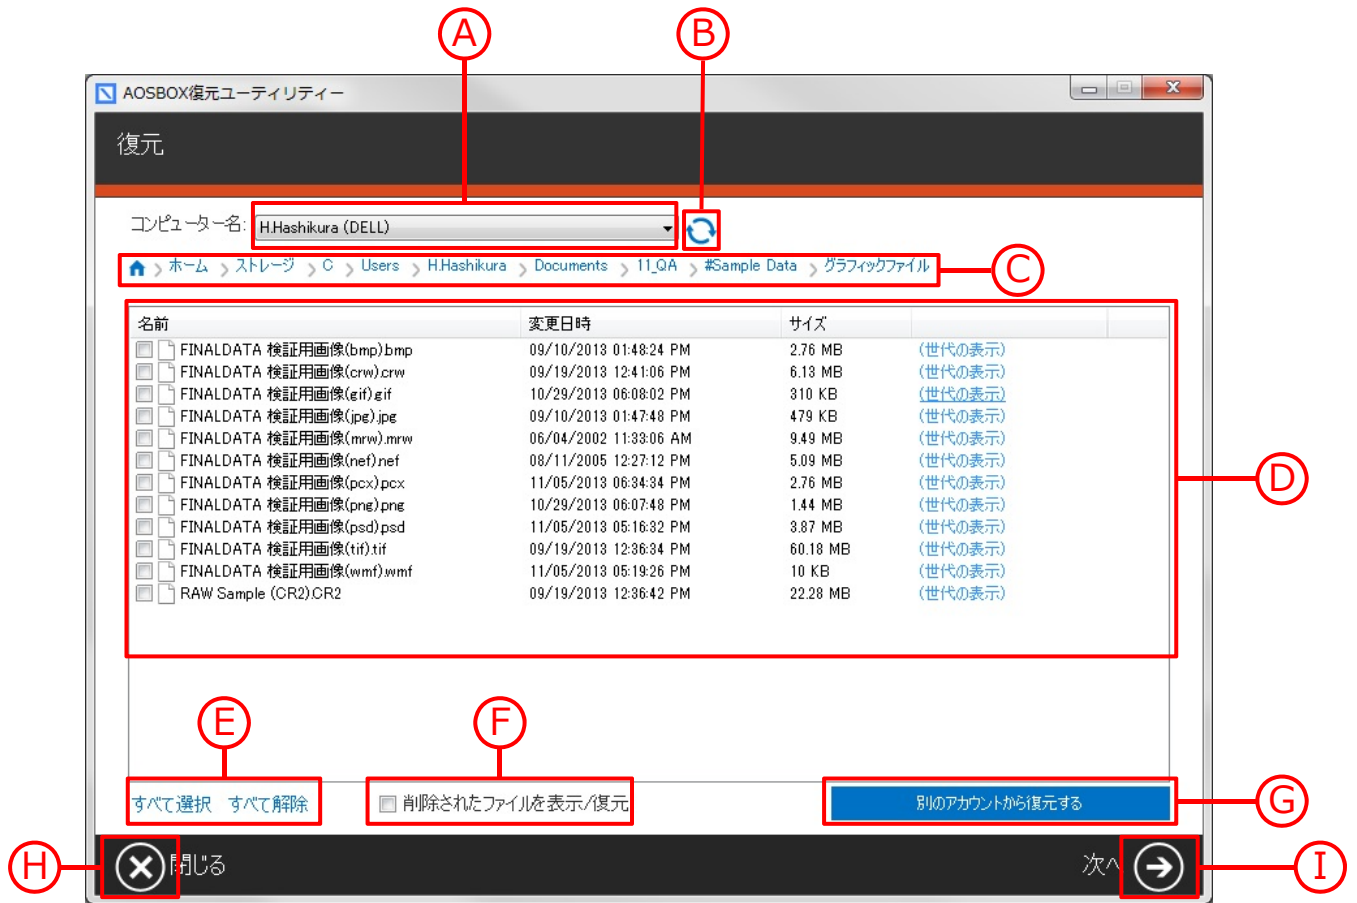 A B
AOSBOX復元ユーティリティー
復元
コンピューター名: H.Hashikura (DELL)
ホーム ストレージ C Users H.Hashikura Documents 11_QA #Sample Data グラフィックファイル C
名前 変更日時 サイズ
FINALDATA 検証用画像(bmp).bmp 09/10/2013 01:48:24 PM 2.76 MB (世代の表示)
FINALDATA 検証用画像(crw).crw 09/19/2013 12:41:06 PM 6.13 MB (世代の表示)
FINALDATA 検証用画像(gif).gif 10/29/2013 06:08:02 PM 310 KB (世代の表示)
FINALDATA 検証用画像(jpg).jpg 09/10/2013 01:47:48 PM 479 KB (世代の表示)
FINALDATA 検証用画像(mrw).mrw 06/04/2002 11:33:06 AM 9.49 MB (世代の表示)
FINALDATA 検証用画像(nef).nef 08/11/2005 12:27:12 PM 5.09 MB (世代の表示)
FINALDATA 検証用画像(pcx).pcx 11/05/2013 06:34:34 PM 2.76 MB (世代の表示)
D
FINALDATA 検証用画像(png).png 10/29/2013 06:07:48 PM 1.44 MB (世代の表示)
FINALDATA 検証用画像(psd).psd 11/05/2013 05:16:32 PM 3.87 MB (世代の表示)
FINALDATA 検証用画像(tif).tif 09/19/2013 12:36:34 PM 60.18 MB (世代の表示)
FINALDATA 検証用画像(wmf).wmf 11/05/2013 05:19:26 PM 10 KB (世代の表示)
RAW Sample (CR2).CR2 09/19/2013 12:36:42 PM 22.28 MB (世代の表示)
E F
すべて選択 すべて解除 削除されたファイルを表示/復元 別のアカウントから復元する G
H 閉じる 次へ I